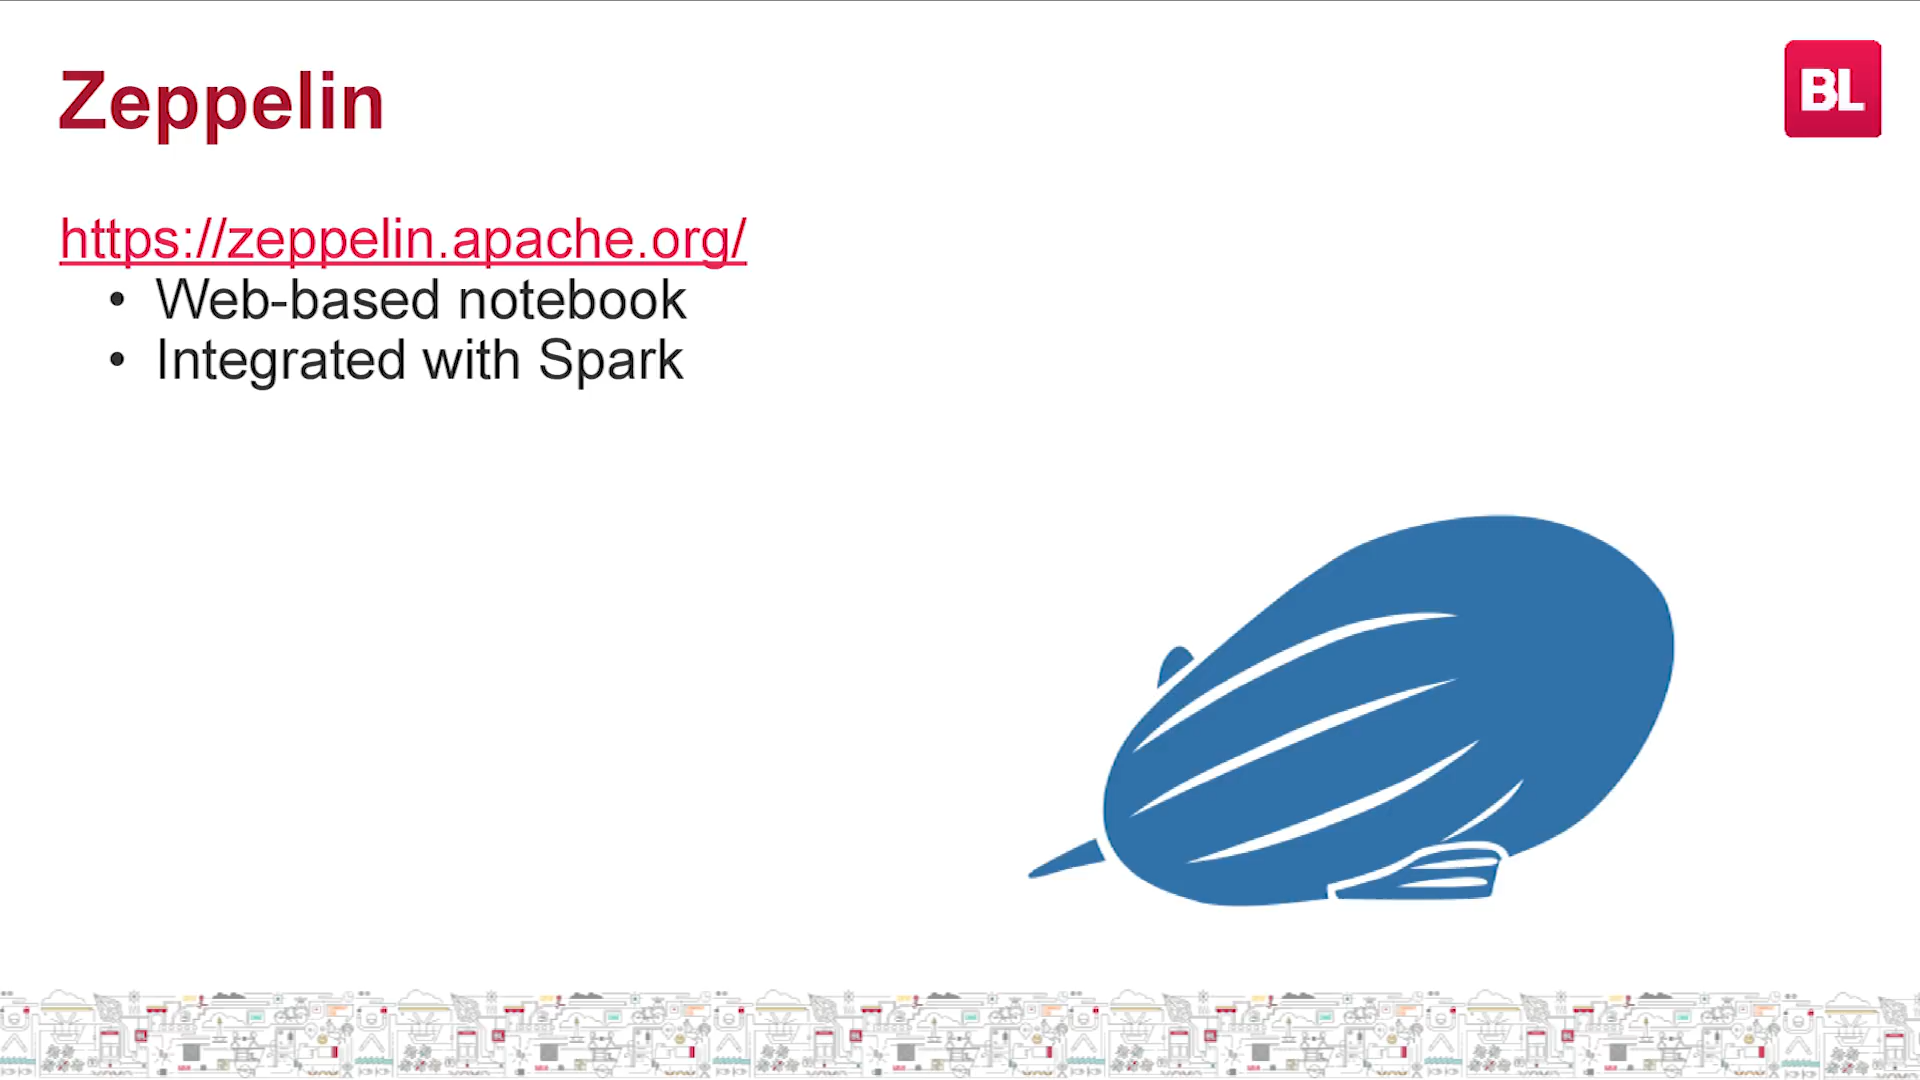 Zeppelin
BL
https://zeppelin.apache.org/
• Web-based notebook
• Integrated with Spark